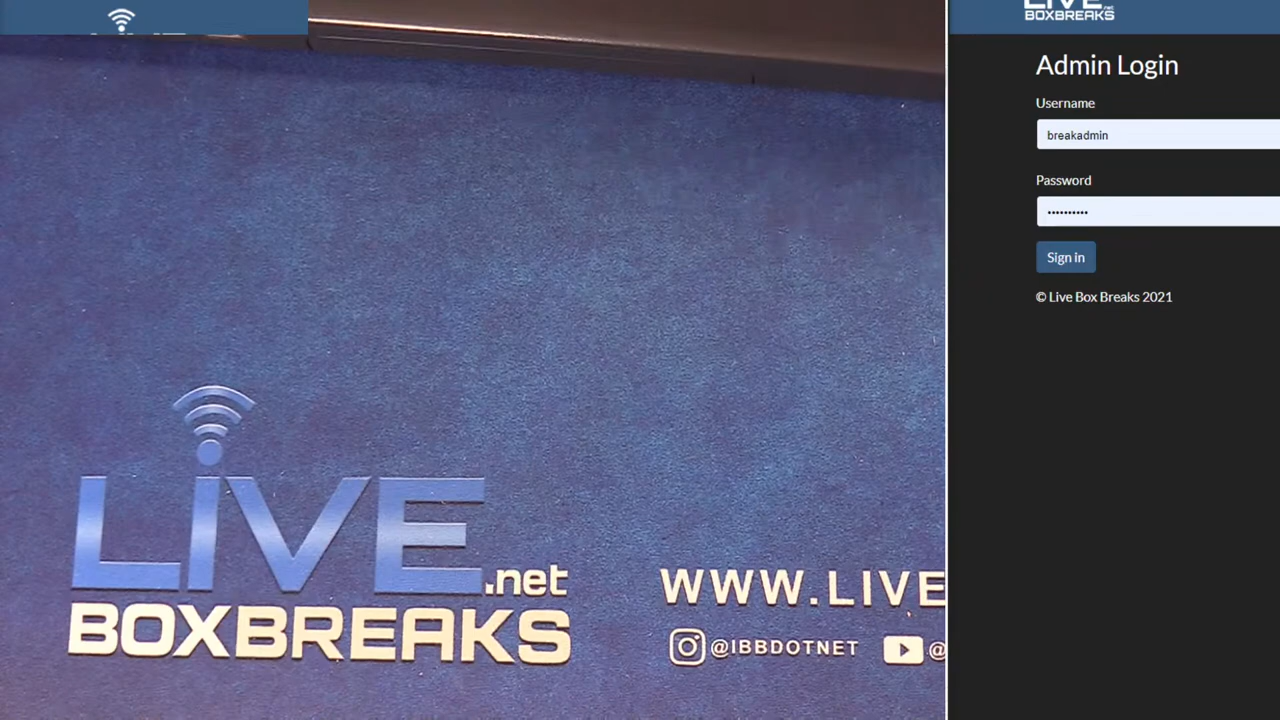 LIVE.net
BOXBREAKS
Admin Login
Username
breakadmin
Password
••••••••••
Sign in
© Live Box Breaks 2021
LIVE.net
BOXBREAKS
WWW.LIVE
@IBBDOTNET
@